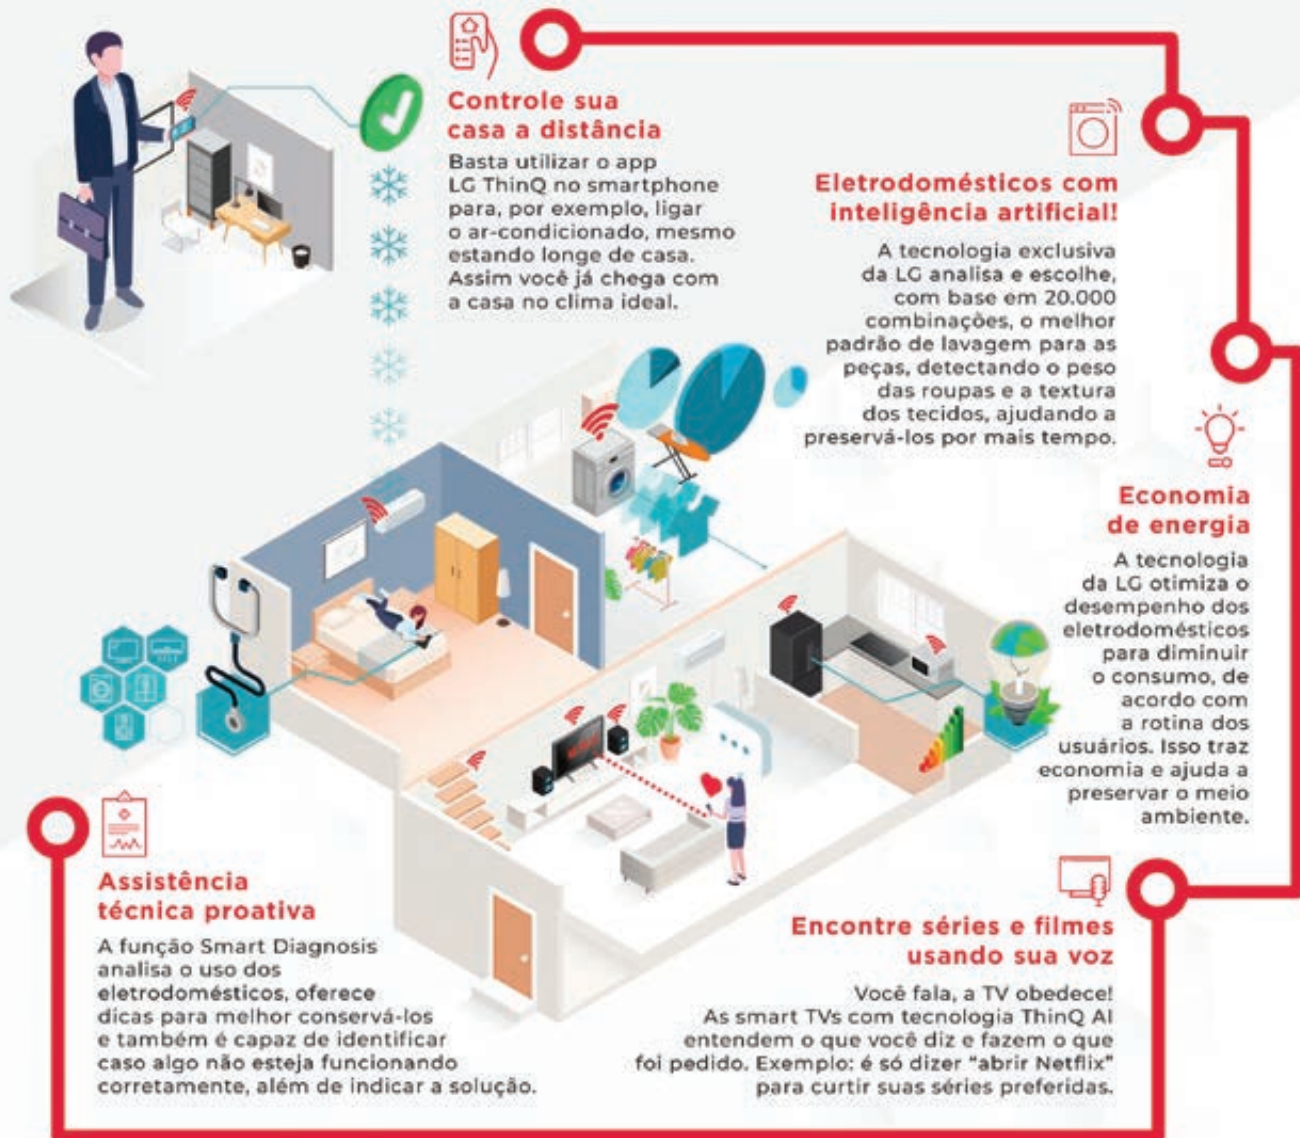 Controle sua
casa a distância
Basta utilizar o app
LG ThinQ no smartphone
para, por exemplo, ligar
o ar-condicionado, mesmo
estando longe de casa.
Assim você já chega com
a casa no clima ideal.
Eletrodomésticos com
inteligência artificial!
A tecnologia exclusiva
da LG analisa e escolhe,
com base em 20.000
combinações, o melhor
padrão de lavagem para as
peças, detectando o peso
das roupas e a textura
dos tecidos, ajudando a
preservá-los por mais tempo.
Economia
de energia
A tecnologia
da LG otimiza o
desempenho dos
eletrodomésticos
para diminuir
o consumo, de
acordo com
a rotina dos
usuários. Isso traz
economia e ajuda a
preservar o meio
ambiente.
Encontre séries e filmes
usando sua voz
Você fala, a TV obedece!
As smart TVs com tecnologia ThinQ AI
entendem o que você diz e fazem o que
foi pedido. Exemplo: é só dizer “abrir Netflix”
para curtir suas séries preferidas.
Assistência
técnica proativa
A função Smart Diagnosis
analisa o uso dos
eletrodomésticos, oferece
dicas para melhor conservá-los
e também é capaz de identificar
caso algo não esteja funcionando
corretamente, além de indicar a solução.